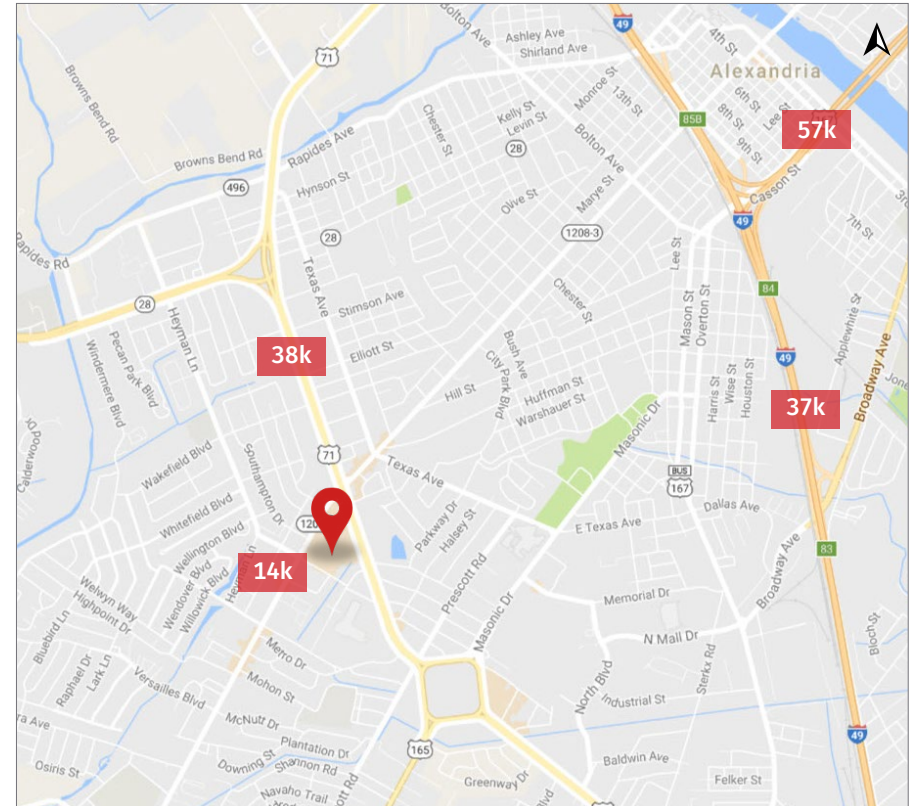 49
Bolton Ave
Ashley Ave
Shirland Ave
4th St
71
Alexandria
Browns Bend Rd
Monroe St
13th St
6th St
8th St
Lee St
9th St
57k
85B
Chester St
Kelly St
Levin St
28
Bolton Ave
Rapides Ave
Browns Bend Rd
496
Hynson St
Olive St
Marye St
Casson St
3rd
49
7th St
1208-3
28
Rapides Rd
Texas Ave
Lee St
84
Stimson Ave
Chester St
28
Heyman Ln
Mason St
Overton St
Applewhite St
Pecan Park Blvd
Windermere Blvd
38k
Elliott St
Bush Ave
City Park Blvd
49
Broadway Ave
Hill St
Huffman St
Warshauer St
Harris St
Wise St
Houston St
37k
Masonic Dr
Calderwood Dr
71
Texas Ave
BUS
167
Wakefield Blvd
Southampton Dr
Whitefield Blvd
Parkway Dr
Halsey St
Dallas Ave
E Texas Ave
Wellington Blvd
Wendover Blvd
Willowick Blvd
Heyman Ln
14k
83
Prescott Rd
Broadway Ave
Welwyn Way
Highpoint Dr
Bluebird Ln
Memorial Dr
Masonic Dr
N Mall Dr
Bloch St
Metro Dr
Raphael Dr
Lark Ln
Versailles Blvd
Mohon St
North Blvd
Sterkx Rd
Industrial St
McNutt Dr
49
Plantation Dr
165
Downing St
Shannon Rd
Osiris St
Baldwin Ave
Greenway Dr
Felker St
Navaho Trail